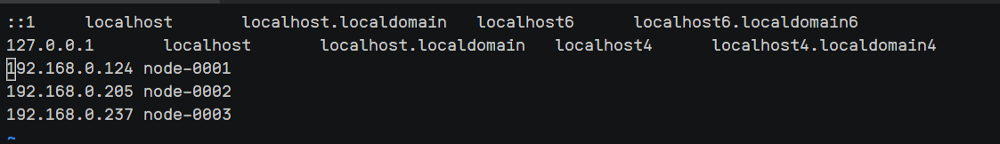 ::1     localhost       localhost.localdomain   localhost6      localhost6.localdomain6
127.0.0.1       localhost       localhost.localdomain   localhost4      localhost4.localdomain4
192.168.0.124 node-0001
192.168.0.205 node-0002
192.168.0.237 node-0003
~